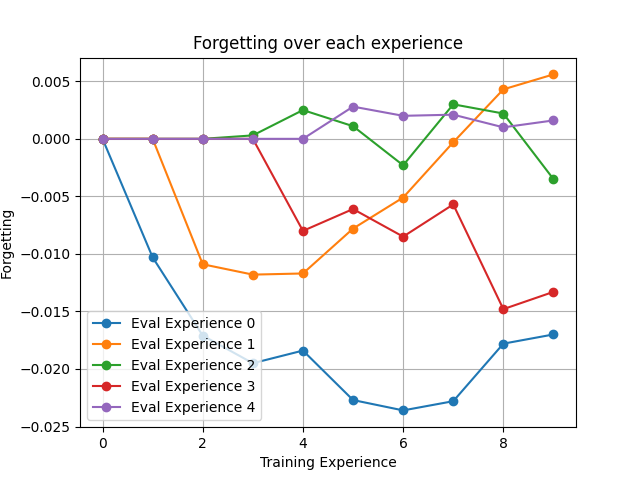 Forgetting over each experience
0.005
0.000
−0.005
−0.010
−0.015
−0.020
−0.025
Forgetting
Eval Experience 0
Eval Experience 1
Eval Experience 2
Eval Experience 3
Eval Experience 4
0 2 4 6 8
Training Experience